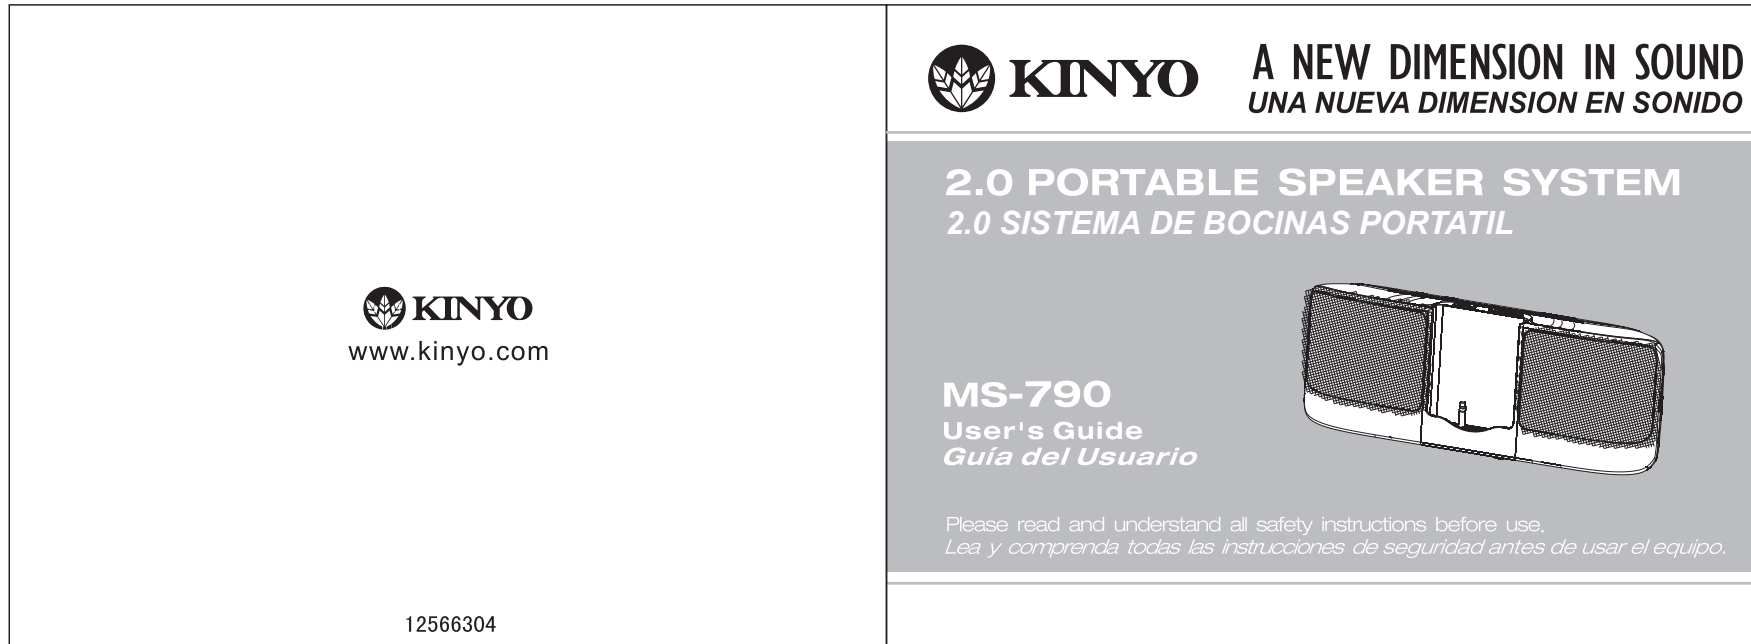 KINYO
www.kinyo.com
12566304
KINYO
A NEW DIMENSION IN SOUND
UNA NUEVA DIMENSION EN SONIDO
2.0 PORTABLE SPEAKER SYSTEM
2.0 SISTEMA DE BOCINAS PORTATIL
MS-790
User's Guide
Guía del Usuario
Please read and understand all safety instructions before use.
Lea y comprenda todas las instrucciones de seguridad antes de usar el equipo.